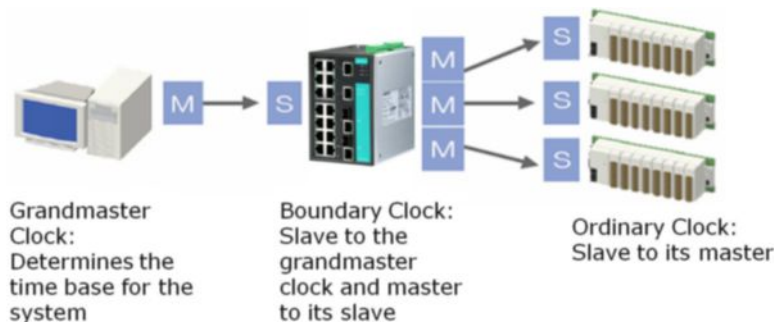 M
S
M
M
M
S
S
S
Grandmaster
Clock:
Determines the
time base for the
system
Boundary Clock:
Slave to the
grandmaster
clock and master
to its slave
Ordinary Clock:
Slave to its master